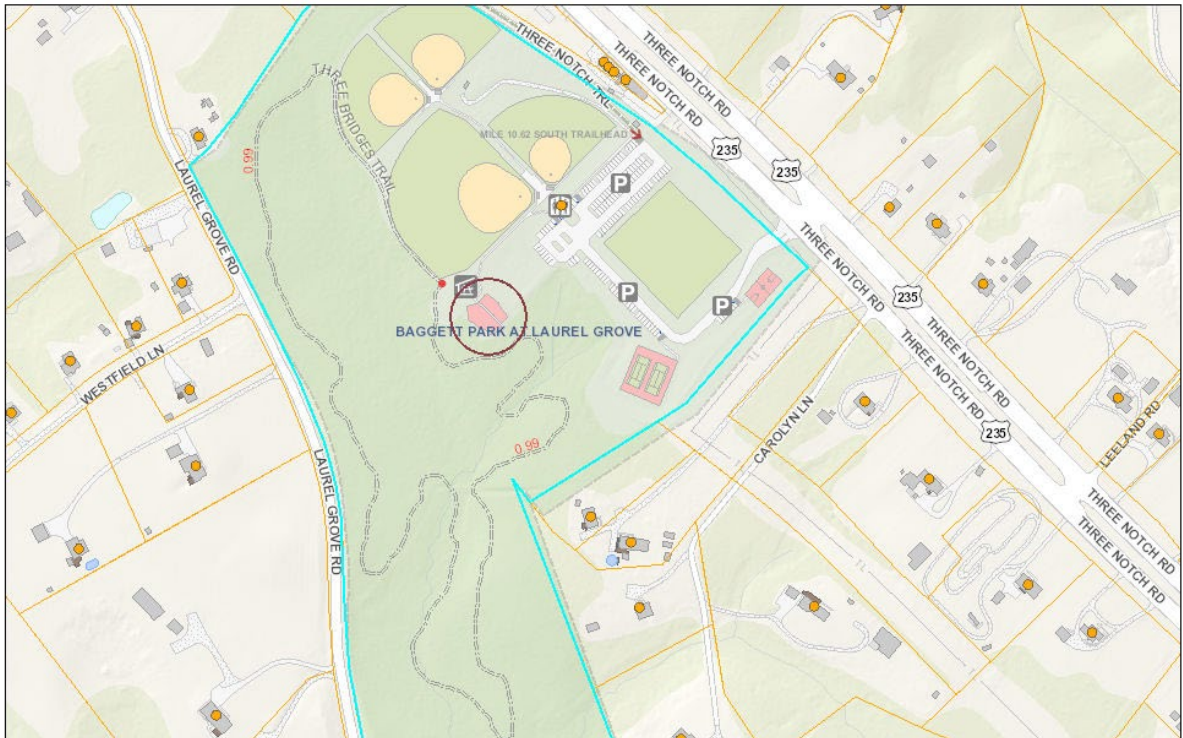 THREE NOTCH RD
THREE NOTCH RD
THREE NOTCH TRL
THREE BRIDGES TRAIL
MILE 10.62 SOUTH TRAILHEAD
235
235
P
0.99
LAUREL GROVE RD
THREE NOTCH RD
P
235
P
THREE NOTCH RD
BAGGETT PARK AT LAUREL GROVE
THREE NOTCH RD
WESTFIELD LN
CAROLYN LN
235
LEELAND RD
0.99
LAUREL GROVE RD
THREE NOTCH RD
THREE NOTCH RD